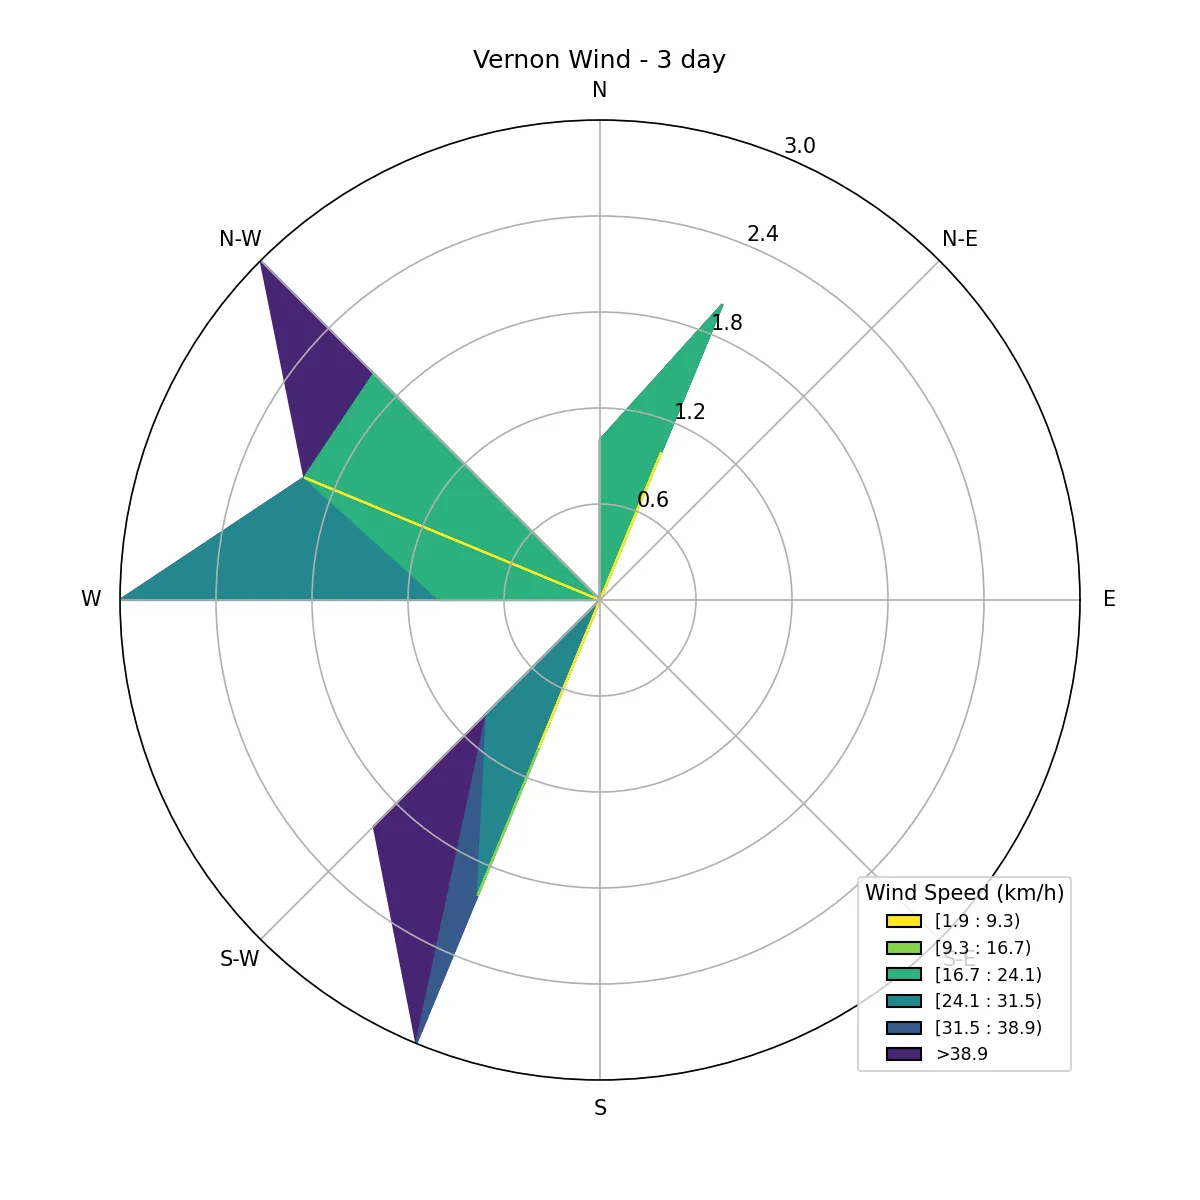 Vernon Wind - 3 day
N
3.0
2.4
N-W
N-E
1.8
1.2
0.6
W
E
Wind Speed (km/h)
[1.9 : 9.3)
[9.3 : 16.7)
S-W
S-E
[16.7 : 24.1)
[24.1 : 31.5)
[31.5 : 38.9)
>38.9
S